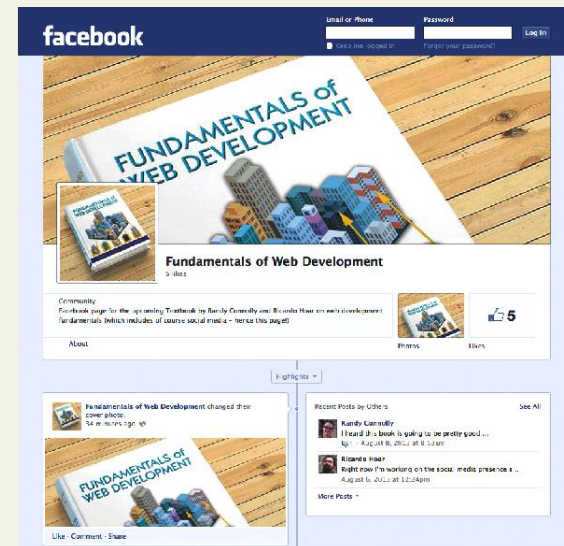 facebook
Email or Phone
Password
Log In
Keep me logged in
Forgot your password?
FUNDAMENTALS of
WEB DEVELOPMENT
FUNDAMENTALS of
WEB DEVELOPMENT
Fundamentals of Web Development
5 likes
Community
Facebook page for the upcoming Textbook by Randy Connolly and Ricardo Hoar on web development
fundamentals (which includes of course social media - hence this page!)
About
Photos
5
Likes
Highlights
Fundamentals of Web Development changed their
cover photo.
34 minutes ago
FUNDAMENTALS of
WEB DEVELOPMENT
Like · Comment · Share
Recent Posts by Others
See All
Randy Connolly
I heard this book is going to be pretty good ...
August 8, 2013 at
Ricardo Hoar
Right now I'm working on the social media presence s...
August 6, 2013 at 12:24pm
More Posts